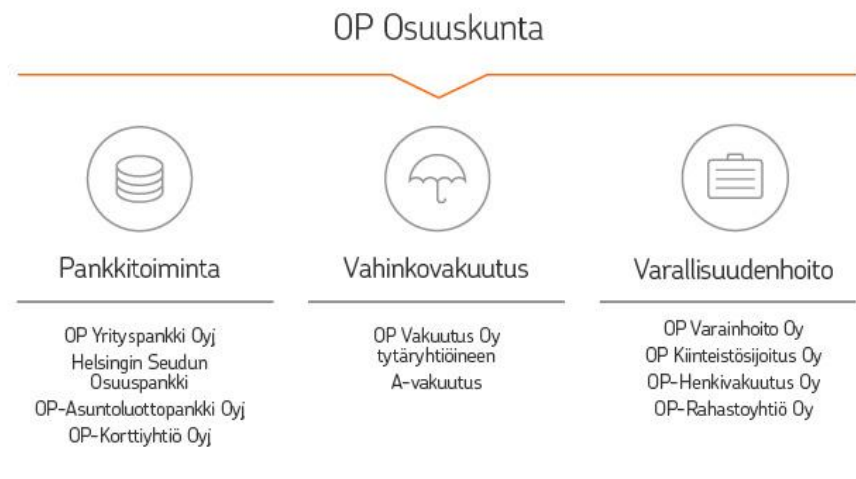 OP Osuuskunta
Pankkitoiminta
OP Yrityspankki Oyj
Helsingin Seudun
Osuuspankki
OP-Asuntoluottopankki Oyj
OP-Korttiyhtiö Oyj
Vahinkovakuutus
OP Vakuutus Oy
tytäryhtiöineen
A-vakuutus
Varallisuudenhoito
OP Varainhoito Oy
OP Kiinteistösijoitus Oy
OP-Henkivakuutus Oy
OP-Rahastoyhtiö Oy